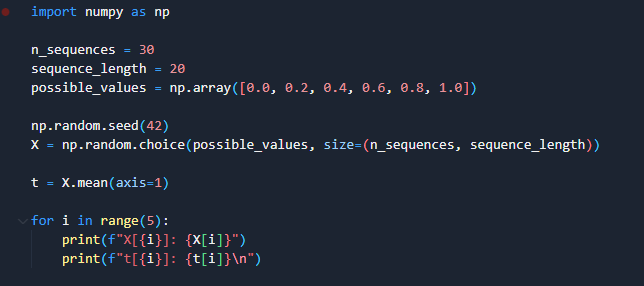 import numpy as np
n_sequences = 30
sequence_length = 20
possible_values = np.array([0.0, 0.2, 0.4, 0.6, 0.8, 1.0])
np.random.seed(42)
X = np.random.choice(possible_values, size=(n_sequences, sequence_length))
t = X.mean(axis=1)
for i in range(5):
    print(f"X[{i}]: {X[i]}")
    print(f"t[{i}]: {t[i]}\n")